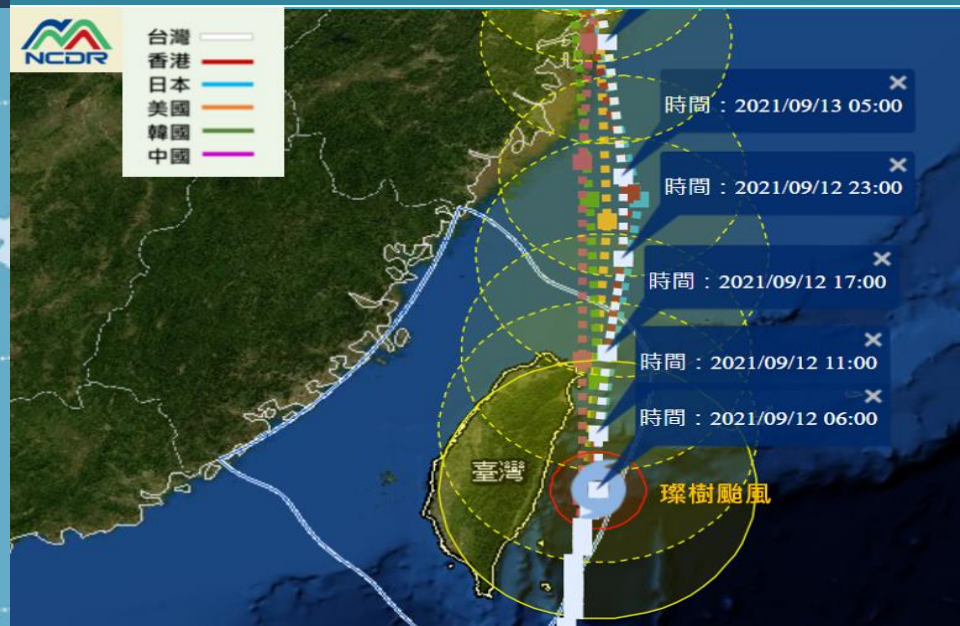 NCDR
台灣
香港
日本
美國
韓國
中國
時間：2021/09/13 05:00
時間：2021/09/12 23:00
時間：2021/09/12 17:00
時間：2021/09/12 11:00
時間：2021/09/12 06:00
臺灣
璨樹颱風